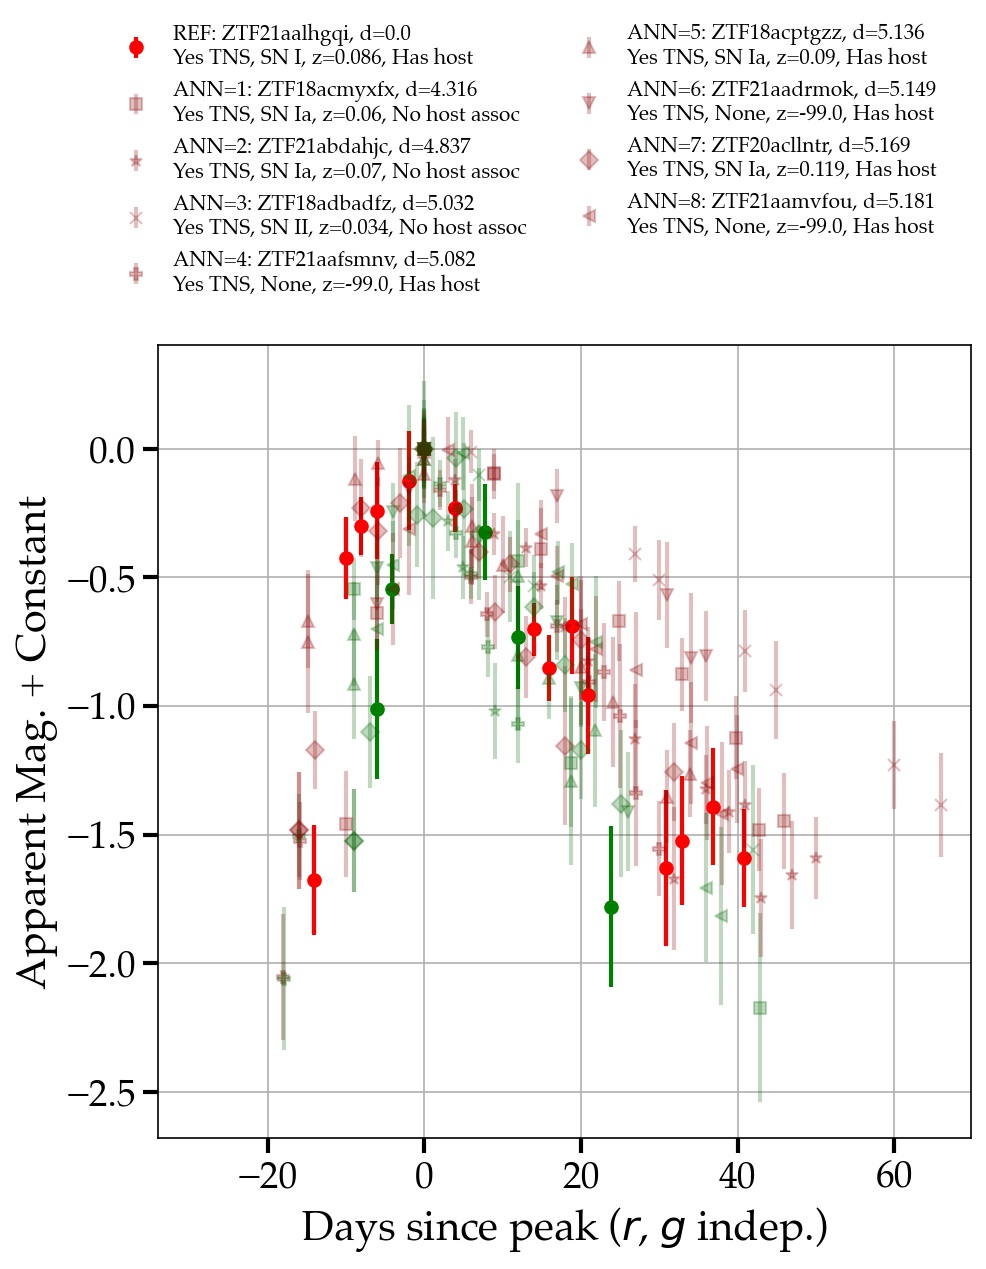 REF: ZTF21aalhgqi, d=0.0
Yes TNS, SN I, z=0.086, Has host
ANN=1: ZTF18acmyxfx, d=4.316
Yes TNS, SN Ia, z=0.06, No host assoc
ANN=2: ZTF21abdahjc, d=4.837
Yes TNS, SN Ia, z=0.07, No host assoc
ANN=3: ZTF18adbadfz, d=5.032
Yes TNS, SN II, z=0.034, No host assoc
ANN=4: ZTF21aafsmnv, d=5.082
Yes TNS, None, z=-99.0, Has host
ANN=5: ZTF18acptgzz, d=5.136
Yes TNS, SN Ia, z=0.09, Has host
ANN=6: ZTF21aadrmok, d=5.149
Yes TNS, None, z=-99.0, Has host
ANN=7: ZTF20acllntr, d=5.169
Yes TNS, SN Ia, z=0.119, Has host
ANN=8: ZTF21aamvfou, d=5.181
Yes TNS, None, z=-99.0, Has host
Apparent Mag. + Constant
0.0
−0.5
−1.0
−1.5
−2.0
−2.5
−20 0 20 40 60
Days since peak (r, g indep.)